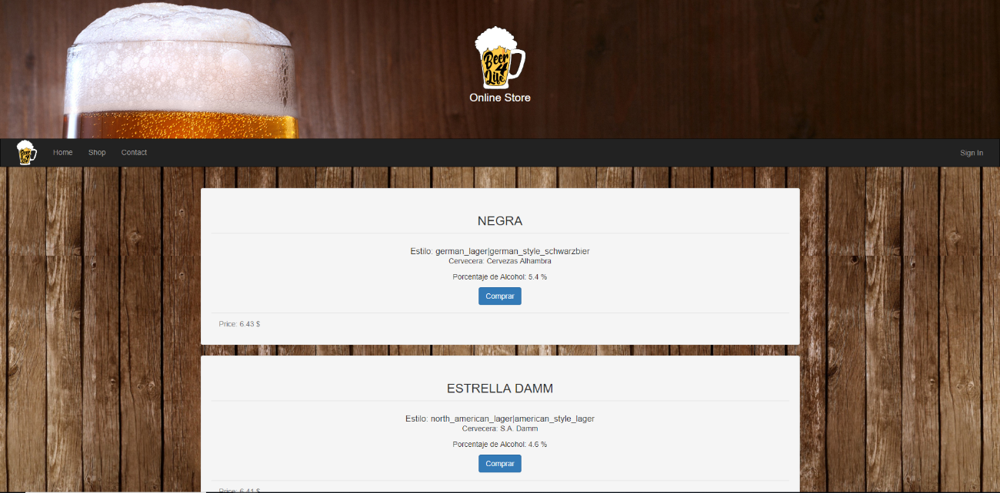 Beer
4
Life
Online Store
Beer
4
Life
Home Shop Contact Sign In
NEGRA
Estilo: german_lager|german_style_schwarzbier
Cervecera: Cervezas Alhambra
Porcentaje de Alcohol: 5.4 %
Comprar
Price: 6.43 $
ESTRELLA DAMM
Estilo: north_american_lager|american_style_lager
Cervecera: S.A. Damm
Porcentaje de Alcohol: 4.6 %
Comprar
Price: 6.41 $